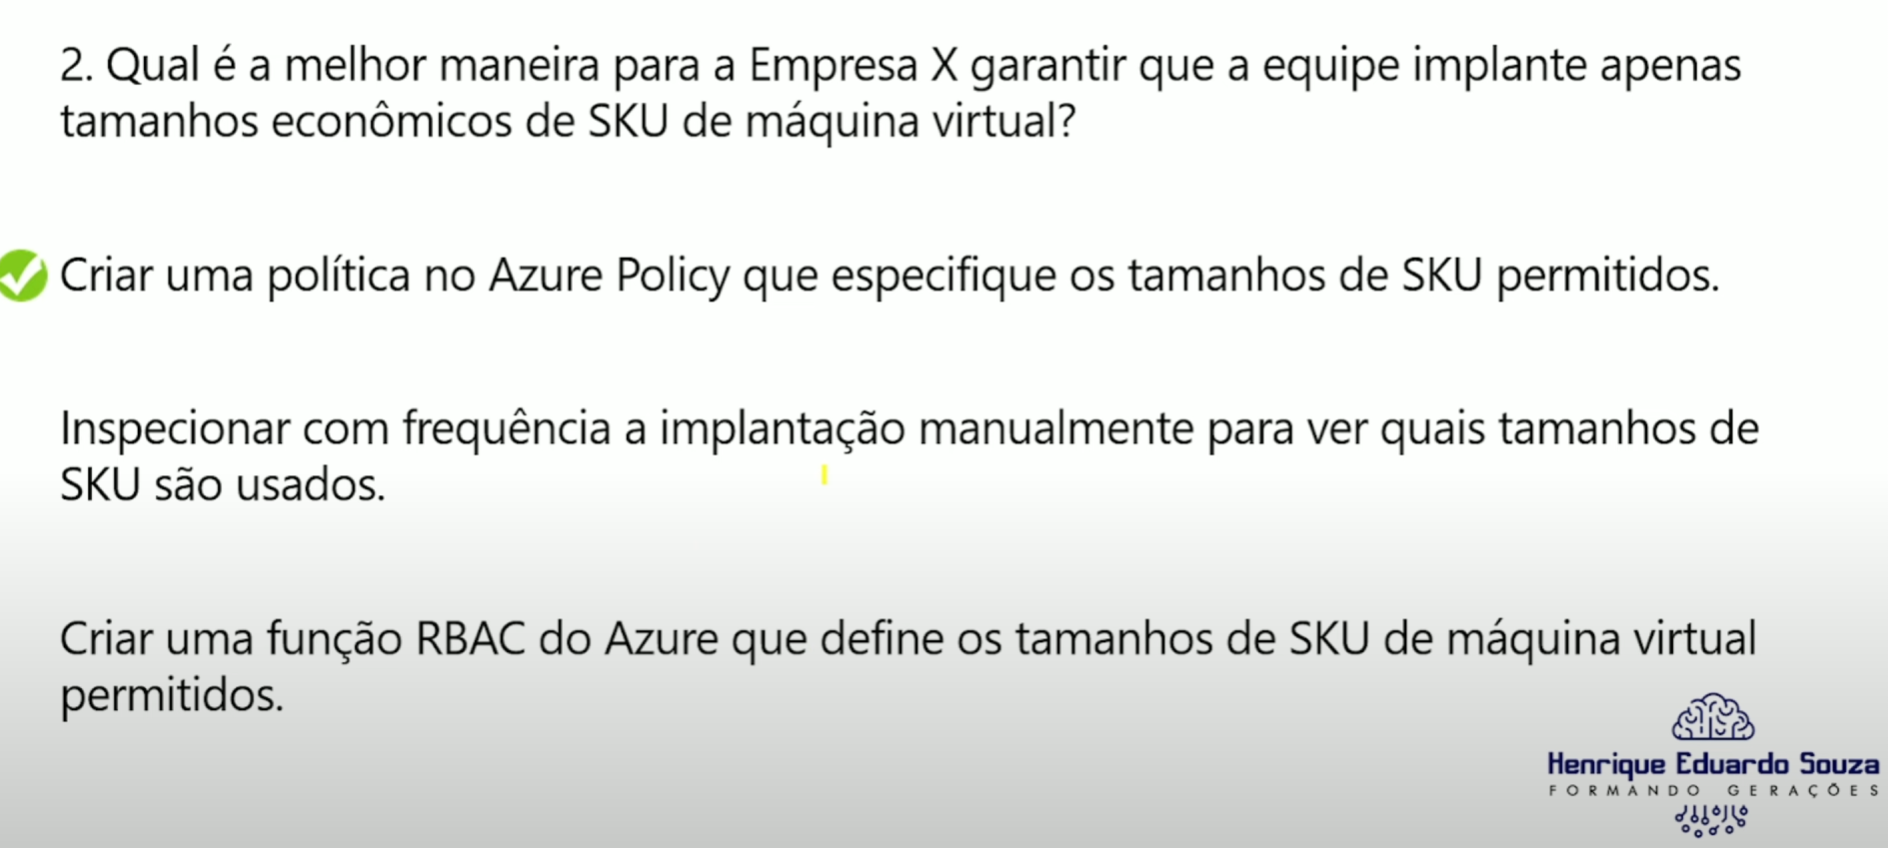 2. Qual é a melhor maneira para a Empresa X garantir que a equipe implante apenas
tamanhos econômicos de SKU de máquina virtual?
Criar uma política no Azure Policy que especifique os tamanhos de SKU permitidos.
Inspecionar com frequência a implantação manualmente para ver quais tamanhos de
SKU são usados.
Criar uma função RBAC do Azure que define os tamanhos de SKU de máquina virtual
permitidos.
Henrique Eduardo Souza
FORMANDO GERAÇÕES